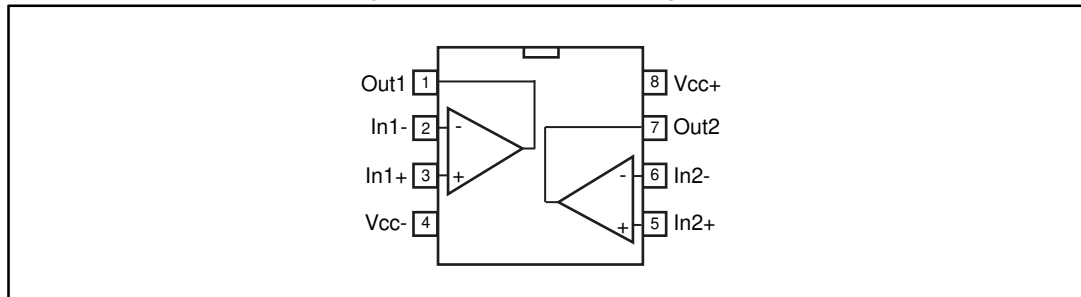 Out1 1 8 Vcc+
In1- 2 - 7 Out2
In1+ 3 + - 6 In2-
Vcc- 4 + 5 In2+